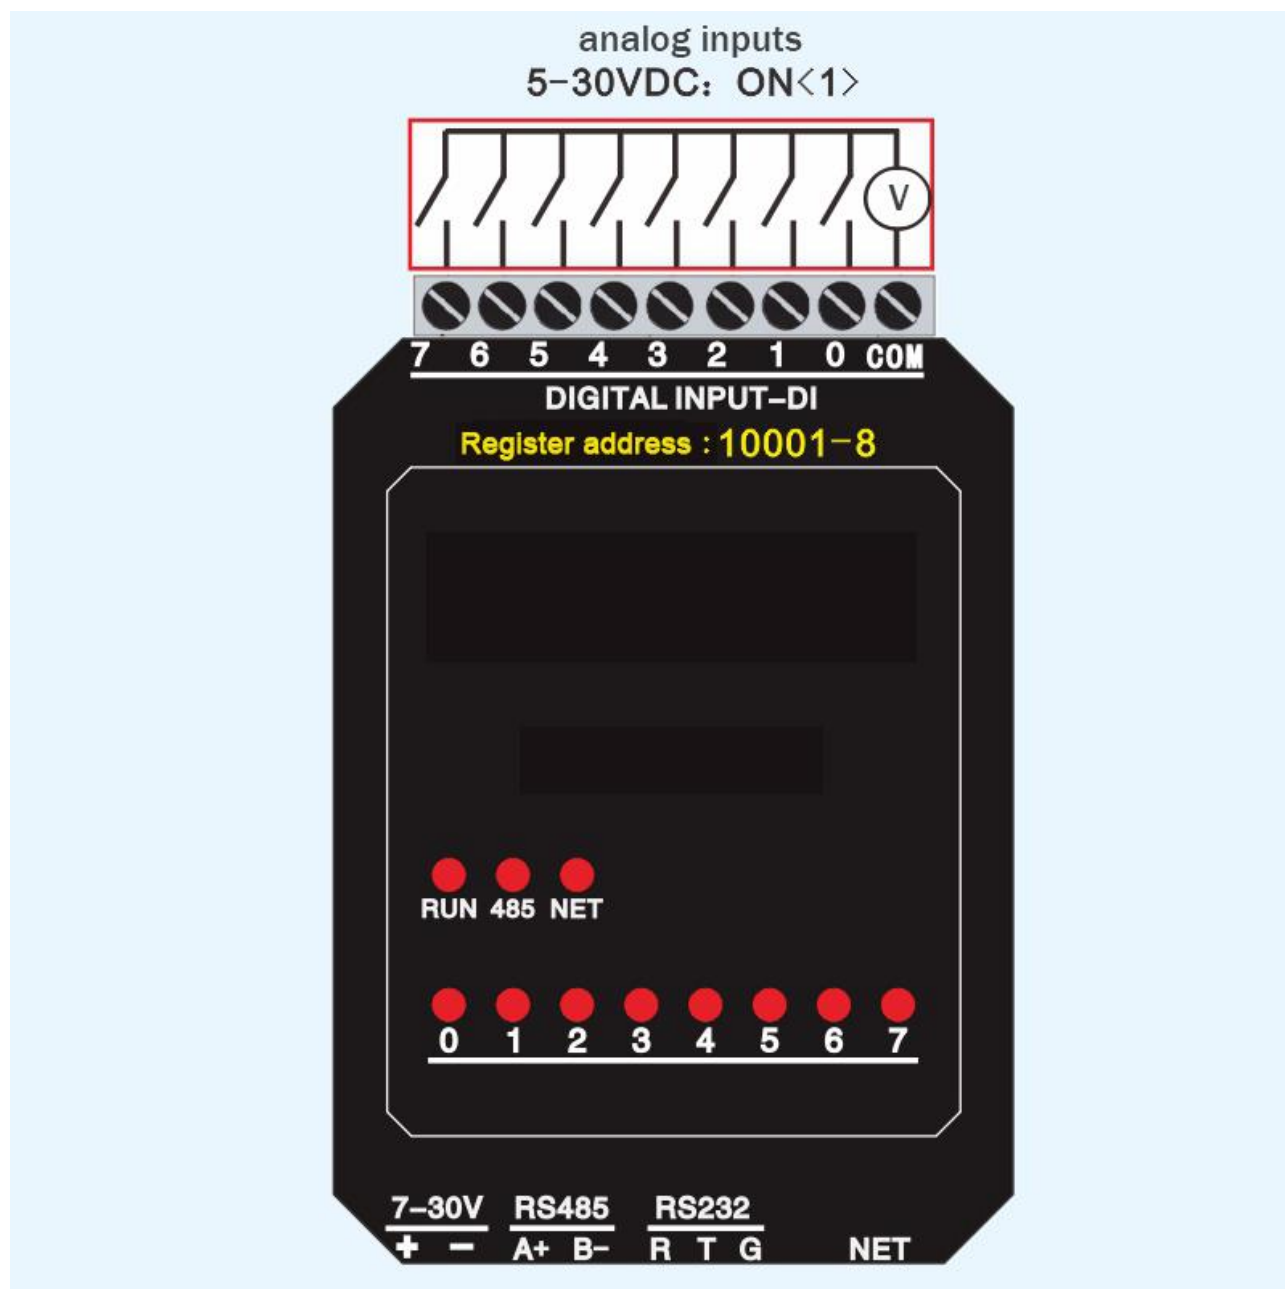 analog inputs
5-30VDC: ON<1>
V
7 6 5 4 3 2 1 0 COM
DIGITAL INPUT-DI
Register address : 10001-8
RUN 485 NET
0 1 2 3 4 5 6 7
7-30V RS485 RS232
+ - A+ B- R T G NET